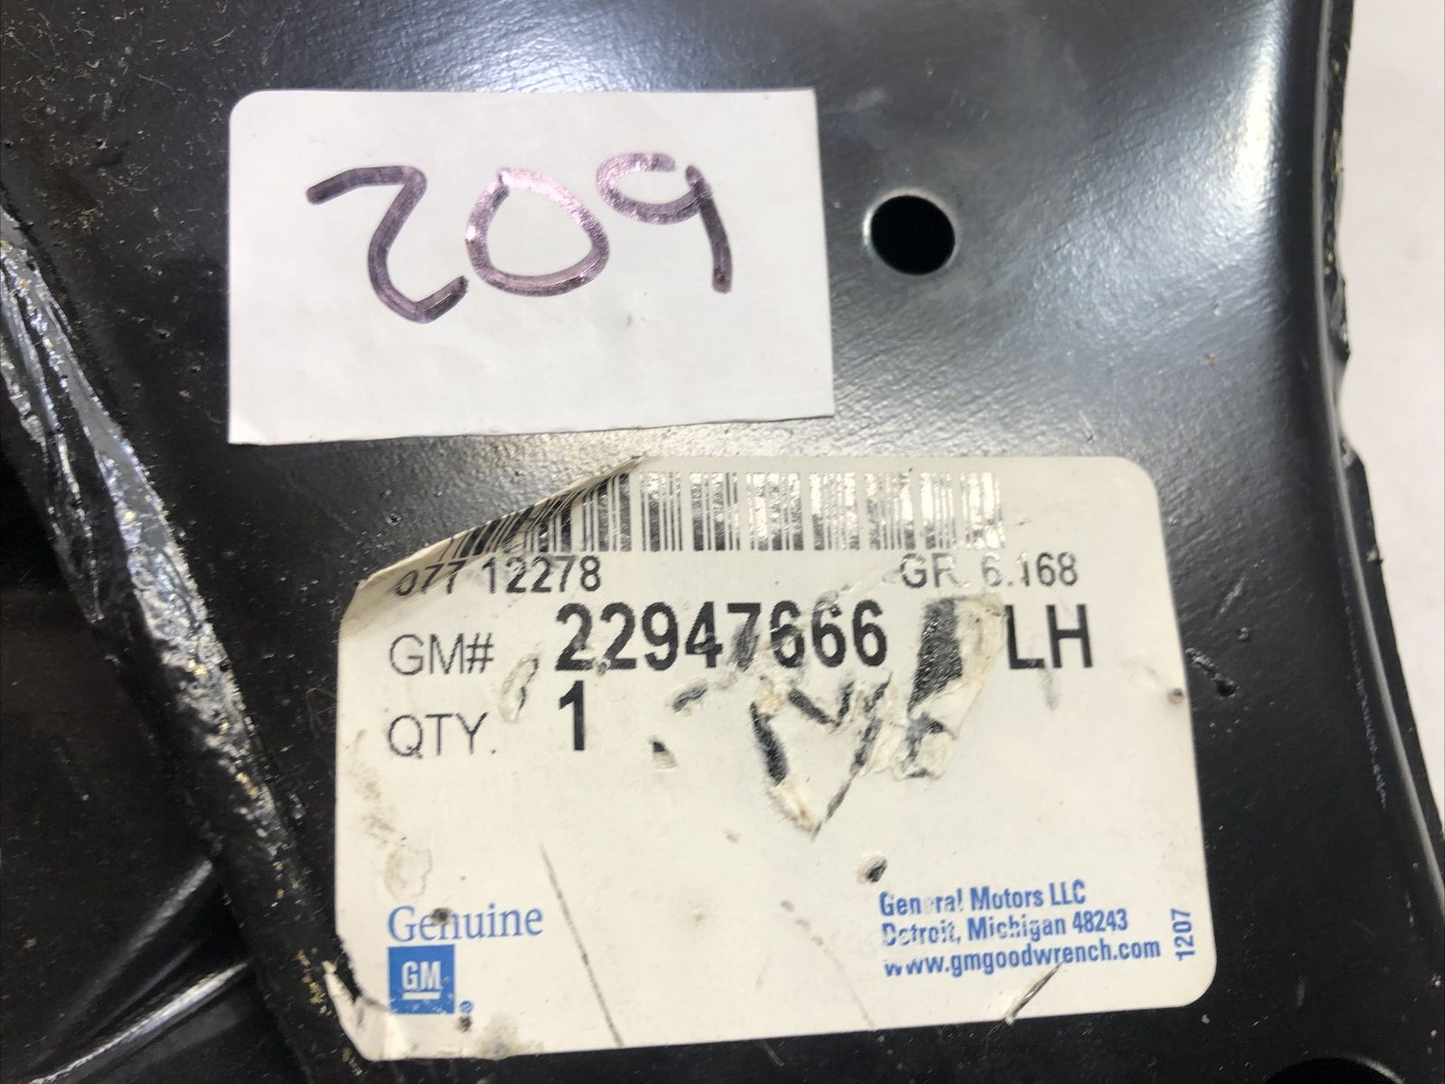 209
077 12278 GR. 6.168
GM# 22947666 LH
QTY. 1
Genuine
GM
General Motors LLC
Detroit, Michigan 48243
www.gmgoodwrench.com
1207